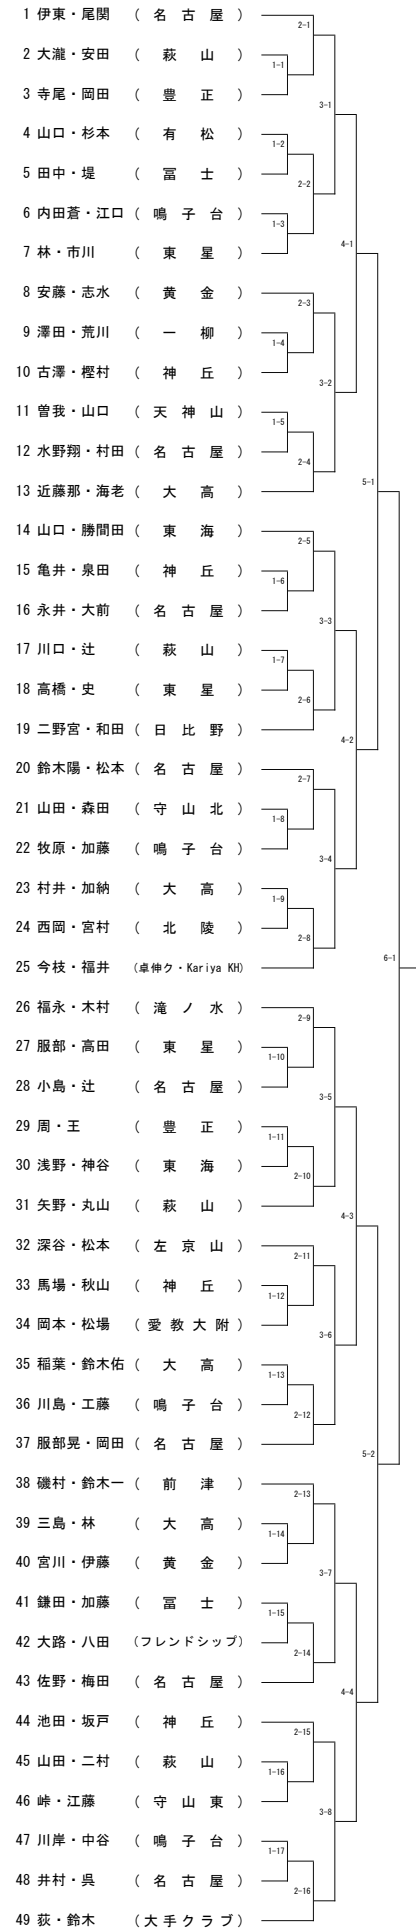 1 伊東・尾関 (名古屋)
2-1
2 大瀧・安田 (萩山)
1-1
3 寺尾・岡田 (豊正)
3-1
4 山口・杉本 (有松)
1-2
5 田中・堤 (冨士)
2-2
6 内田蒼・江口 (鳴子台)
1-3
7 林・市川 (東星)
4-1
8 安藤・志水 (黄金)
2-3
9 澤田・荒川 (一柳)
1-4
10 古澤・樫村 (神丘)
3-2
11 曽我・山口 (天神山)
1-5
12 水野翔・村田 (名古屋)
2-4
13 近藤那・海老 (大高)
5-1
14 山口・勝間田 (東海)
2-5
15 亀井・泉田 (神丘)
1-6
16 永井・大前 (名古屋)
3-3
17 川口・辻 (萩山)
1-7
18 高橋・史 (東星)
2-6
19 二野宮・和田 (日比野)
4-2
20 鈴木陽・松本 (名古屋)
2-7
21 山田・森田 (守山北)
1-8
22 牧原・加藤 (鳴子台)
3-4
23 村井・加納 (大高)
1-9
24 西岡・宮村 (北陵)
2-8
25 今枝・福井 (卓伸ク・Kariya KH)
6-1
26 福永・木村 (滝ノ水)
2-9
27 服部・高田 (東星)
1-10
28 小島・辻 (名古屋)
3-5
29 周・王 (豊正)
1-11
30 浅野・神谷 (東海)
2-10
31 矢野・丸山 (萩山)
4-3
32 深谷・松本 (左京山)
2-11
33 馬場・秋山 (神丘)
1-12
34 岡本・松場 (愛教大附)
3-6
35 稲葉・鈴木佑 (大高)
1-13
36 川島・工藤 (鳴子台)
2-12
37 服部晃・岡田 (名古屋)
5-2
38 磯村・鈴木一 (前津)
2-13
39 三島・林 (大高)
1-14
40 宮川・伊藤 (黄金)
3-7
41 鎌田・加藤 (冨士)
1-15
42 大路・八田 (フレンドシップ)
2-14
43 佐野・梅田 (名古屋)
4-4
44 池田・坂戸 (神丘)
2-15
45 山田・二村 (萩山)
1-16
46 峠・江藤 (守山東)
3-8
47 川岸・中谷 (鳴子台)
1-17
48 井村・呉 (名古屋)
2-16
49 荻・鈴木 (大手クラブ)